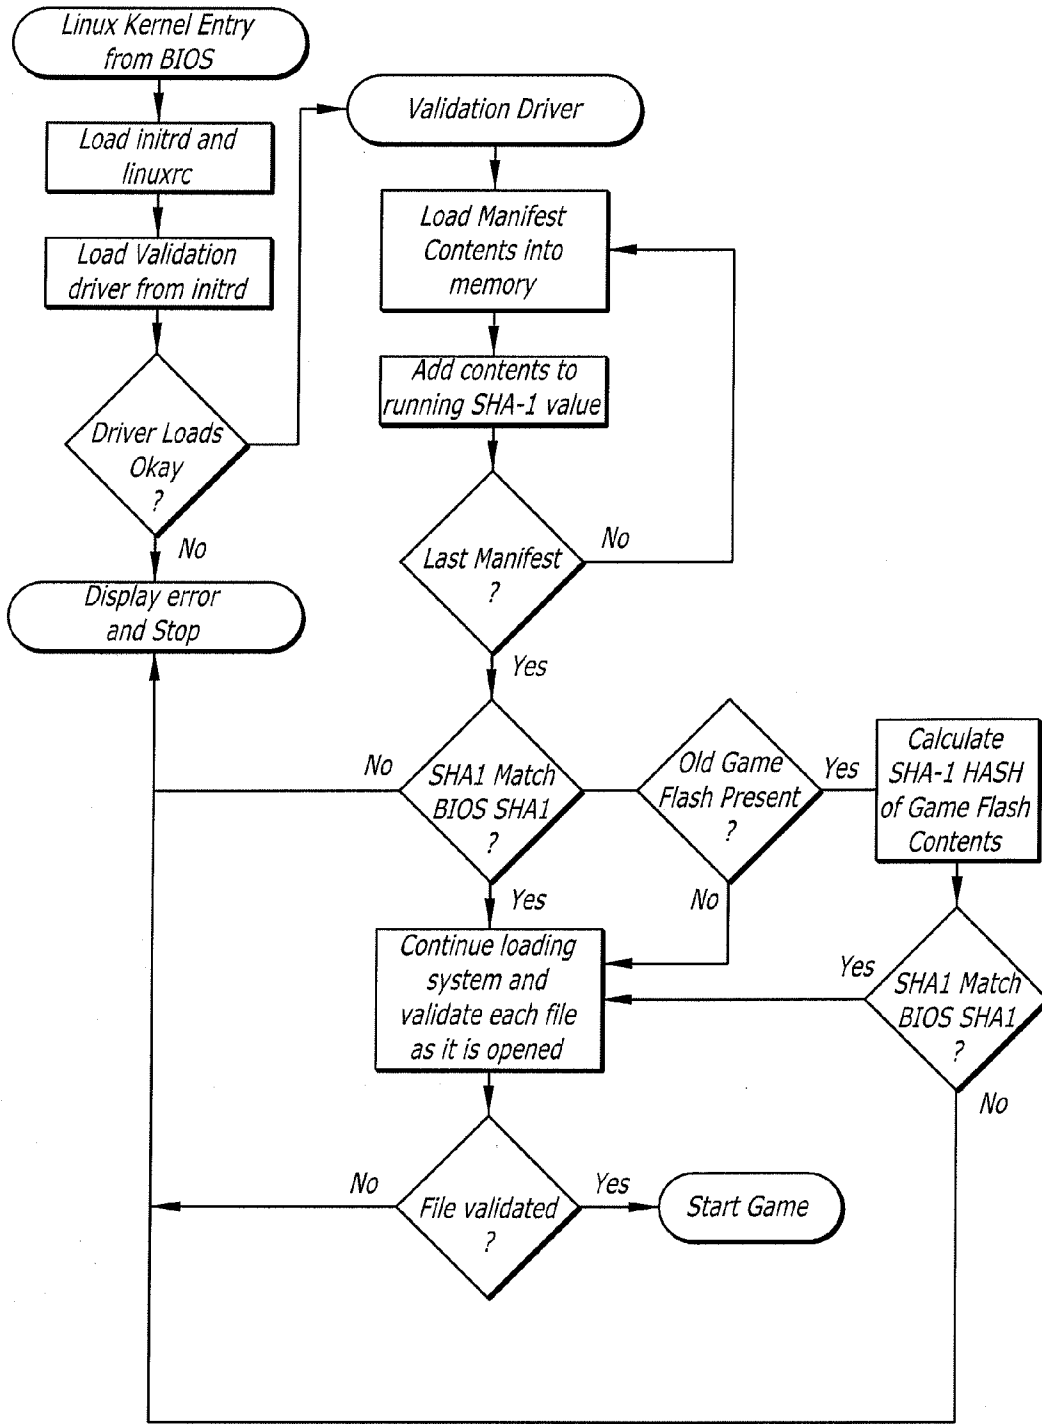 Linux Kernel Entry
from BIOS
Load initrd and
linuxrc
Load Validation
driver from initrd
Driver Loads
Okay
?
No
Display error
and Stop
Validation Driver
Load Manifest
Contents into
memory
Add contents to
running SHA-1 value
Last Manifest
?
No
Yes
SHA1 Match
BIOS SHA1
?
No
Yes
Old Game
Flash Present
?
Yes
No
Calculate
SHA-1 HASH
of Game Flash
Contents
SHA1 Match
BIOS SHA1
?
Yes
No
Continue loading
system and
validate each file
as it is opened
File validated
?
No
Yes
Start Game